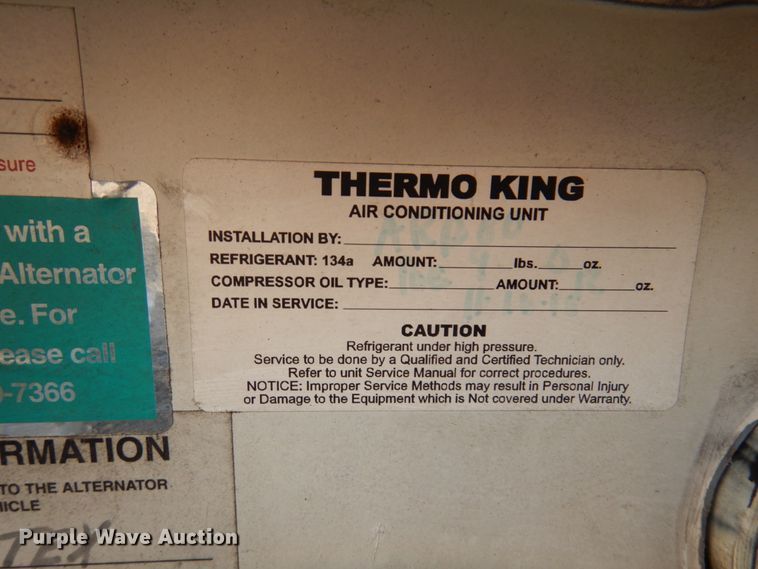 sure
with a
Alternator
e. For
ease call
-7366
RMATION
TO THE ALTERNATOR
HICLE
TEX
THERMO KING
AIR CONDITIONING UNIT
INSTALLATION BY:
REFRIGERANT: 134a AMOUNT: lbs. oz.
COMPRESSOR OIL TYPE: AMOUNT: oz.
DATE IN SERVICE:
CAUTION
Refrigerant under high pressure.
Service to be done by a Qualified and Certified Technician only.
Refer to unit Service Manual for correct procedures.
NOTICE: Improper Service Methods may result in Personal Injury
or Damage to the Equipment which is Not covered under Warranty.
Purple Wave Auction